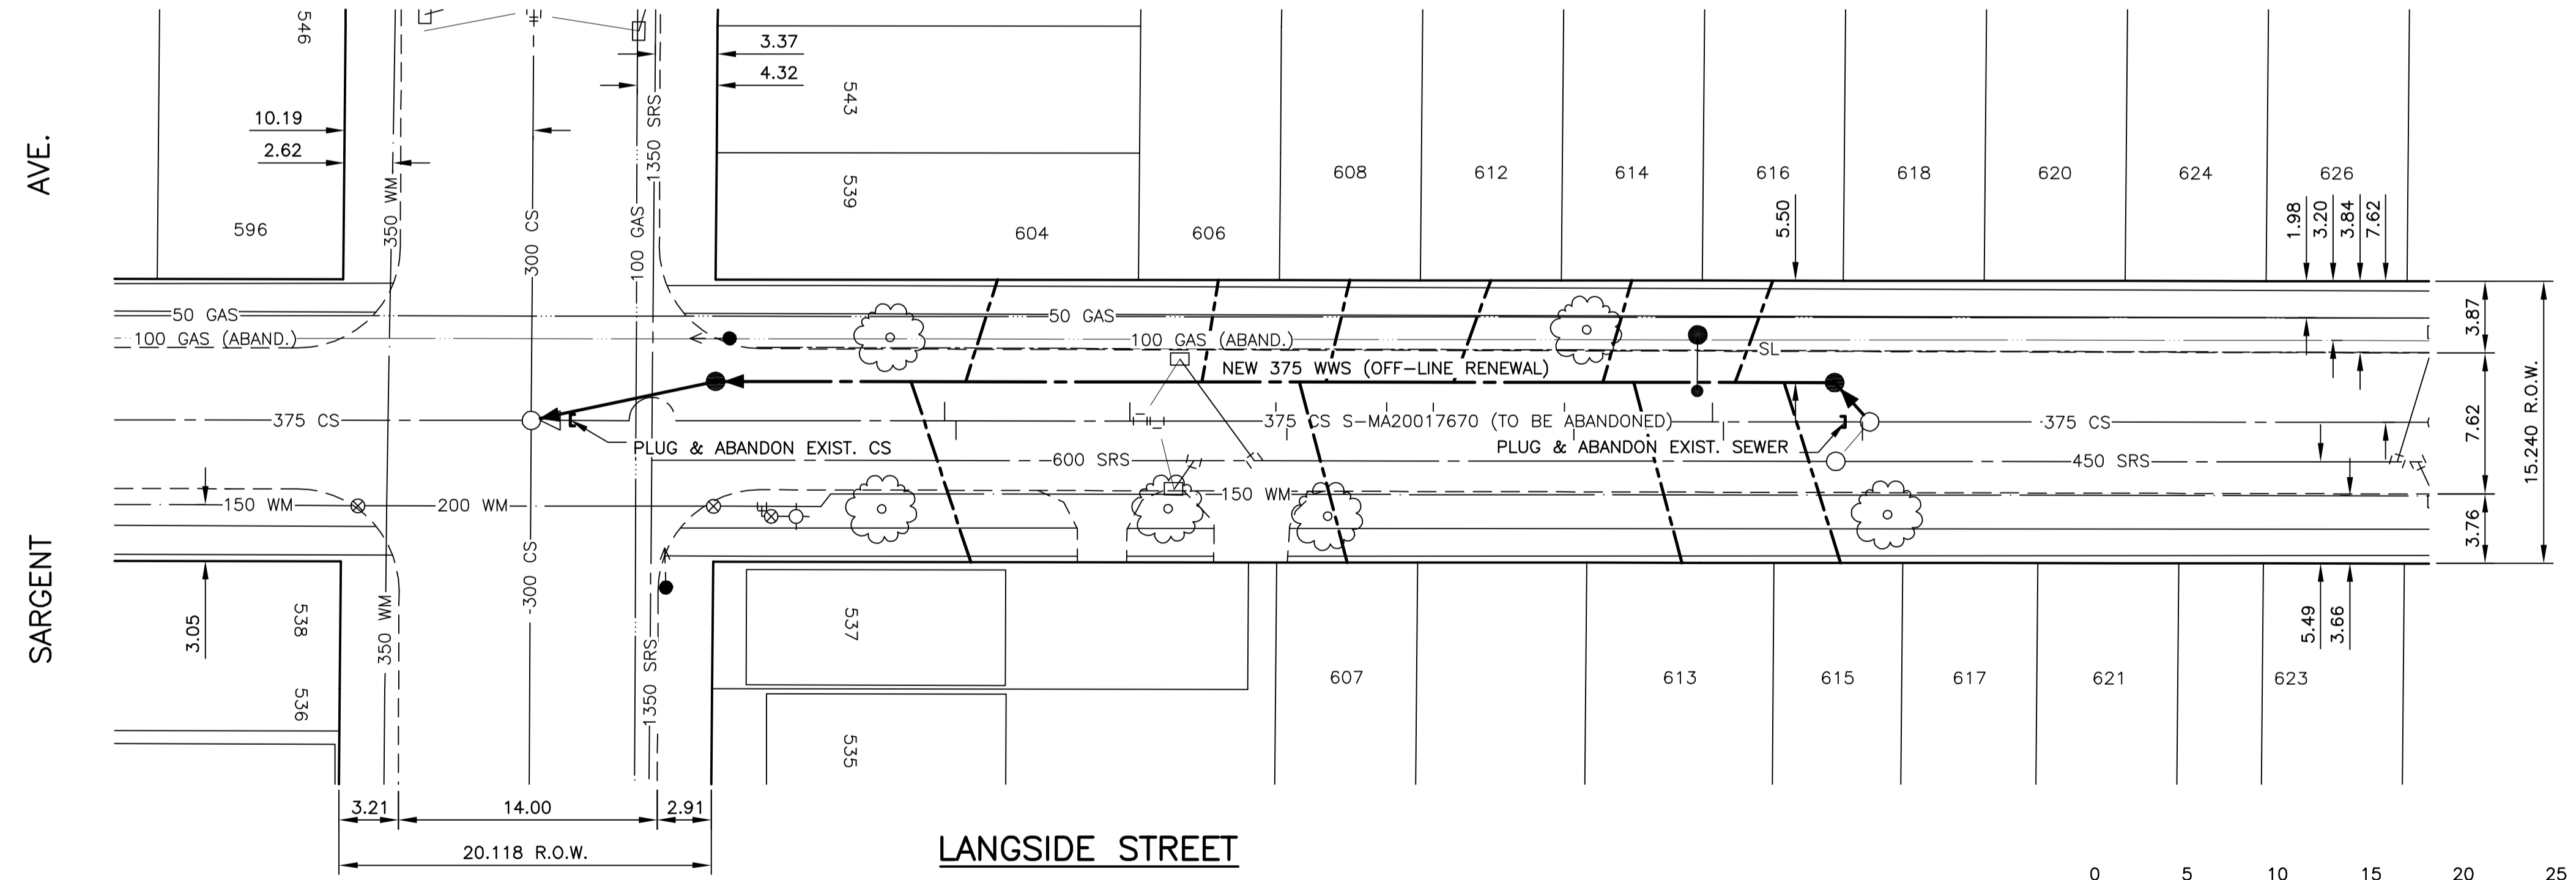 546
3.37
4.32
543
1350 SRS
10.19
2.62
AVE.
539
350 WM
300 CS
100 GAS
596
604
606
608
612
614
616
618
620
624
626
5.50
1.98
3.20
3.84
7.62
50 GAS
50 GAS
100 GAS (ABAND.)
100 GAS (ABAND.)
SL
3.87
NEW 375 WWS (OFF-LINE RENEWAL)
375 CS
375 CS S-MA20017670 (TO BE ABANDONED)
375 CS
7.62
15.240 R.O.W.
PLUG & ABANDON EXIST. CS
PLUG & ABANDON EXIST. SEWER
600 SRS
450 SRS
150 WM
200 WM
150 WM
3.76
SARGENT
3.05
538
350 WM
300 CS
537
5.49
3.66
607
613
615
617
621
623
536
1350 SRS
535
3.21
14.00
2.91
20.118 R.O.W.
LANGSIDE STREET
0 5 10 15 20 25